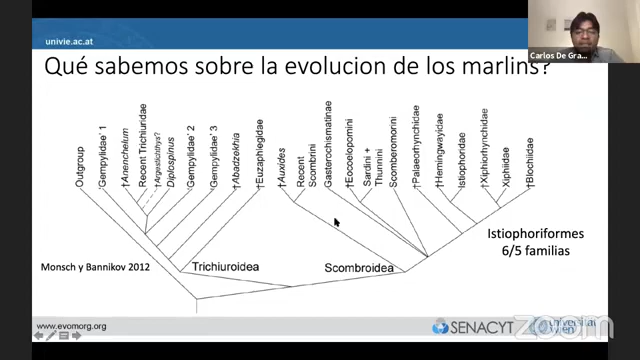 univie.ac.at
Carlos De Gra...
Qué sabemos sobre la evolucion de los marlins?
Outgroup
'Gempylidae' 1
†Anenchelum
Recent Trichiuridae
†Argestichthys?
Diplospinus
Gempylidae' 2
Gempylidae' 3
†Abadzekhia
†Euzaphlegidae
†Auxides
Recent
Scombrini
Gasterochismatinae
†Eocoelopomini
Sardini +
Thunnini
Scomberomorini
†Palaeorhynchidae
†Hemingwayidae
Istiophoridae
†Xiphiorhynchidae
Xiphiidae
†Blochiidae
Istiophoriformes
6/5 familias
Monsch y Bannikov 2012
Trichiuroidea
Scombroidea
www.evomorg.org
SENACYT
universität
wien
zoom